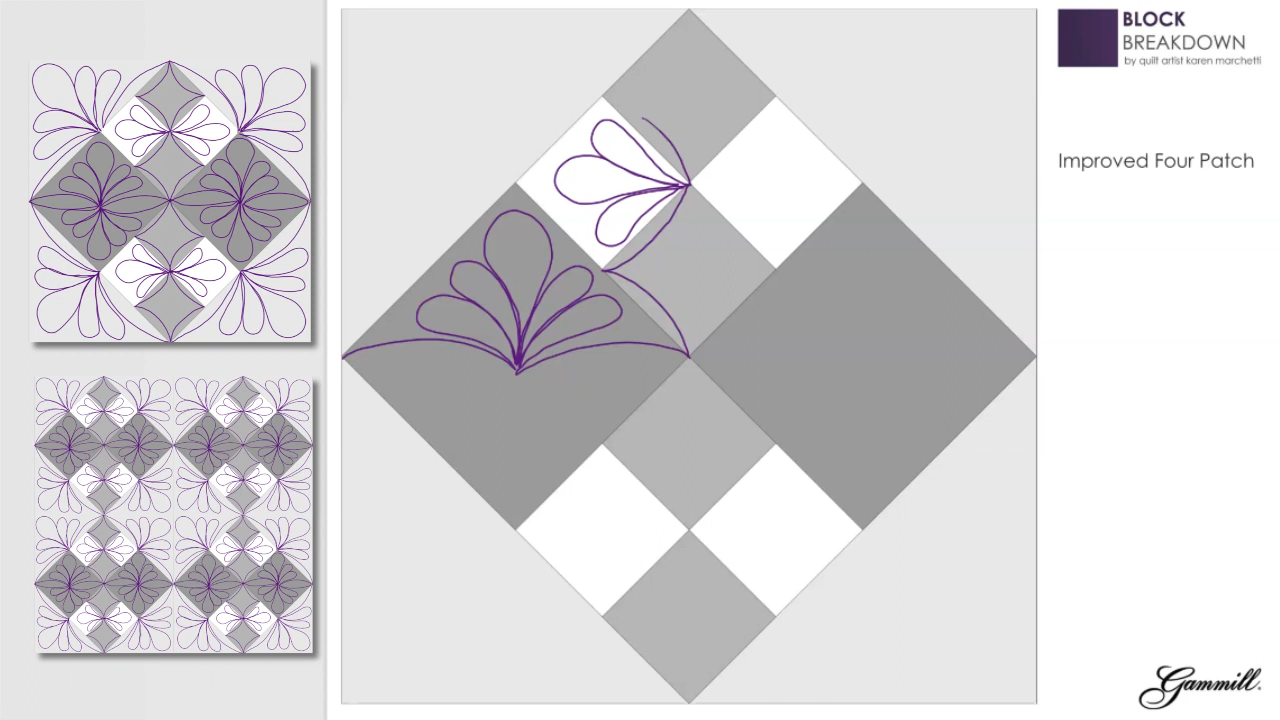 BLOCK
BREAKDOWN
by quilt artist karen marchetti
Improved Four Patch
Gammill